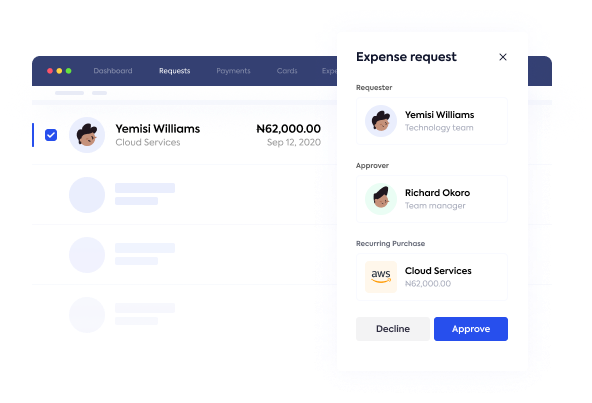 Dashboard
Requests
Payments
Cards
Yemisi Williams
₦62,000.00
Cloud Services
Sep 12, 2020
Expense request
Requester
Yemisi Williams
Technology team
Approver
Richard Okoro
Team manager
Recurring Purchase
aws
Cloud Services
₦62,000.00
Decline
Approve